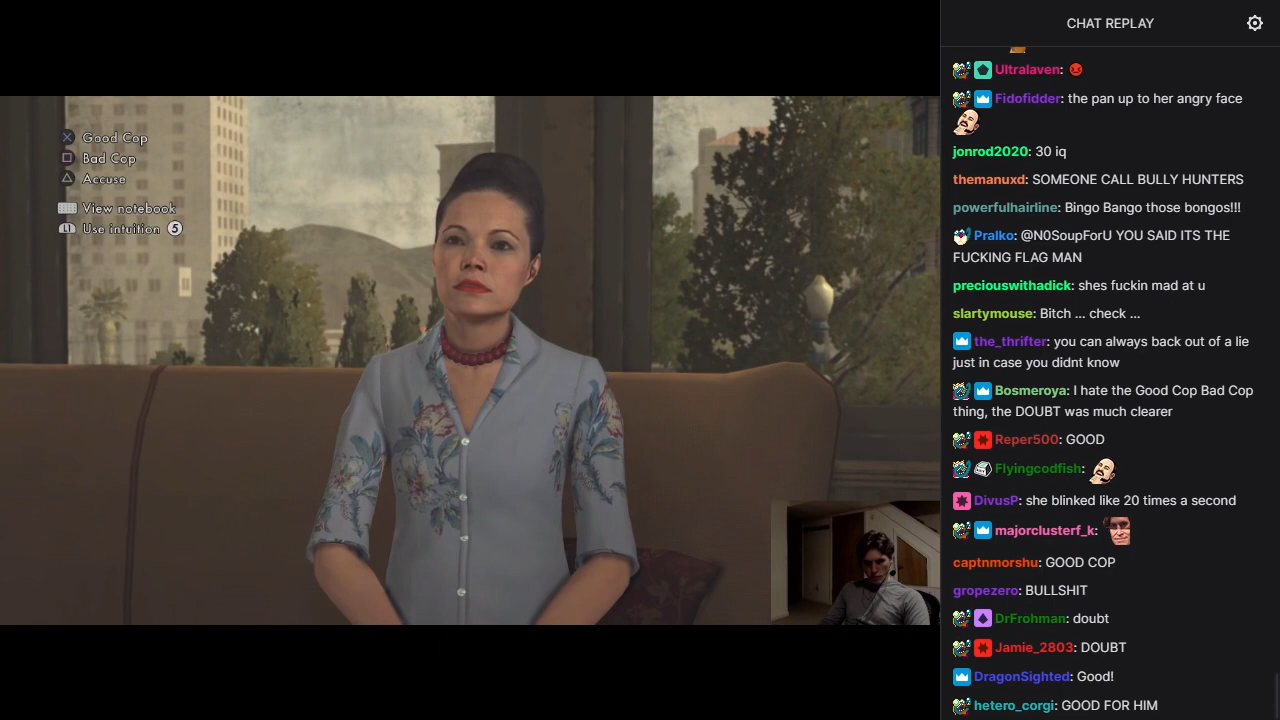 Good Cop
Bad Cop
Accuse
View notebook
L1 Use intuition 5
CHAT REPLAY
Ultralaven:
Fidofidder: the pan up to her angry face
jonrod2020: 30 iq
themanuxd: SOMEONE CALL BULLY HUNTERS
powerfulhairline: Bingo Bango those bongos!!!
Pralko: @N0SoupForU YOU SAID ITS THE
FUCKING FLAG MAN
preciouswithadick: shes fuckin mad at u
slartymouse: Bitch ... check ...
the_thrifter: you can always back out of a lie
just in case you didnt know
Bosmeroya: I hate the Good Cop Bad Cop
thing, the DOUBT was much clearer
Reper500: GOOD
Flyingcodfish:
DivusP: she blinked like 20 times a second
majorclusterf_k:
captnmorshu: GOOD COP
gropezero: BULLSHIT
DrFrohman: doubt
Jamie_2803: DOUBT
DragonSighted: Good!
hetero_corgi: GOOD FOR HIM